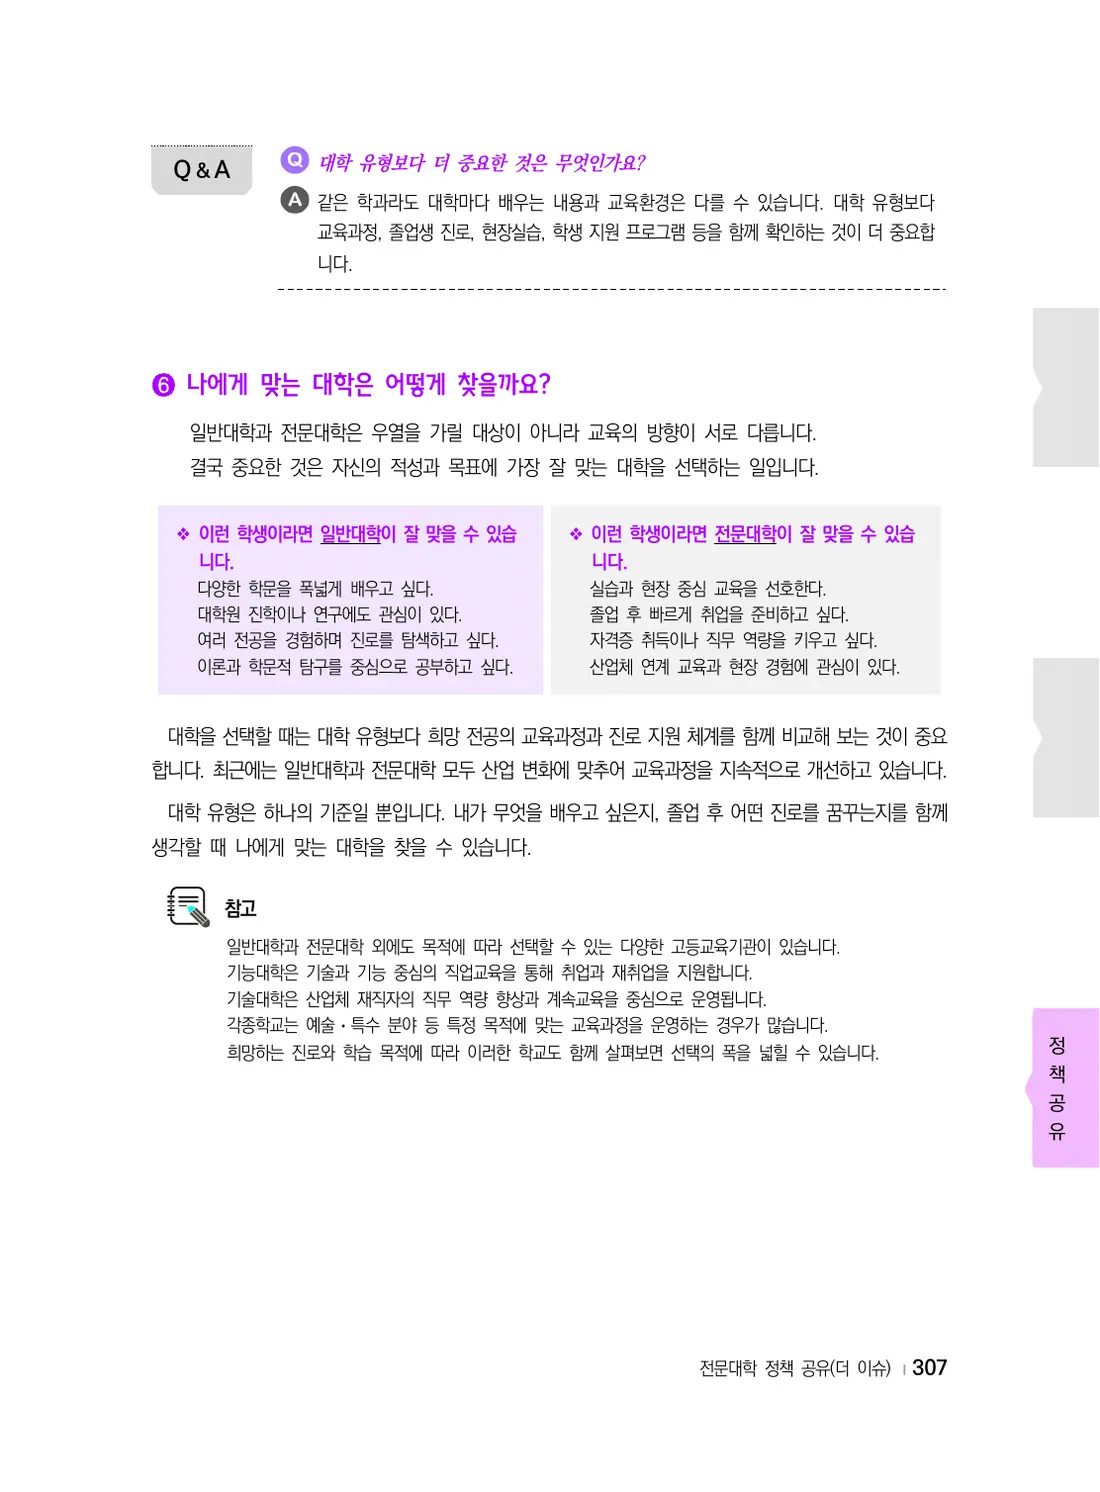 Q & A
Q 대학 유형보다 더 중요한 것은 무엇인가요?
A 같은 학과라도 대학마다 배우는 내용과 교육환경은 다를 수 있습니다. 대학 유형보다
교육과정, 졸업생 진로, 현장실습, 학생 지원 프로그램 등을 함께 확인하는 것이 더 중요합
니다.
❻ 나에게 맞는 대학은 어떻게 찾을까요?
일반대학과 전문대학은 우열을 가릴 대상이 아니라 교육의 방향이 서로 다릅니다.
결국 중요한 것은 자신의 적성과 목표에 가장 잘 맞는 대학을 선택하는 일입니다.
❖ 이런 학생이라면 일반대학이 잘 맞을 수 있습
니다.
다양한 학문을 폭넓게 배우고 싶다.
대학원 진학이나 연구에도 관심이 있다.
여러 전공을 경험하며 진로를 탐색하고 싶다.
이론과 학문적 탐구를 중심으로 공부하고 싶다.
❖ 이런 학생이라면 전문대학이 잘 맞을 수 있습
니다.
실습과 현장 중심 교육을 선호한다.
졸업 후 빠르게 취업을 준비하고 싶다.
자격증 취득이나 직무 역량을 키우고 싶다.
산업체 연계 교육과 현장 경험에 관심이 있다.
대학을 선택할 때는 대학 유형보다 희망 전공의 교육과정과 진로 지원 체계를 함께 비교해 보는 것이 중요
합니다. 최근에는 일반대학과 전문대학 모두 산업 변화에 맞추어 교육과정을 지속적으로 개선하고 있습니다.
대학 유형은 하나의 기준일 뿐입니다. 내가 무엇을 배우고 싶은지, 졸업 후 어떤 진로를 꿈꾸는지를 함께
생각할 때 나에게 맞는 대학을 찾을 수 있습니다.
참고
일반대학과 전문대학 외에도 목적에 따라 선택할 수 있는 다양한 고등교육기관이 있습니다.
기능대학은 기술과 기능 중심의 직업교육을 통해 취업과 재취업을 지원합니다.
기술대학은 산업체 재직자의 직무 역량 향상과 계속교육을 중심으로 운영됩니다.
각종학교는 예술·특수 분야 등 특정 목적에 맞는 교육과정을 운영하는 경우가 많습니다.
희망하는 진로와 학습 목적에 따라 이러한 학교도 함께 살펴보면 선택의 폭을 넓힐 수 있습니다.
정
책
공
유
전문대학 정책 공유(더 이슈) | 307